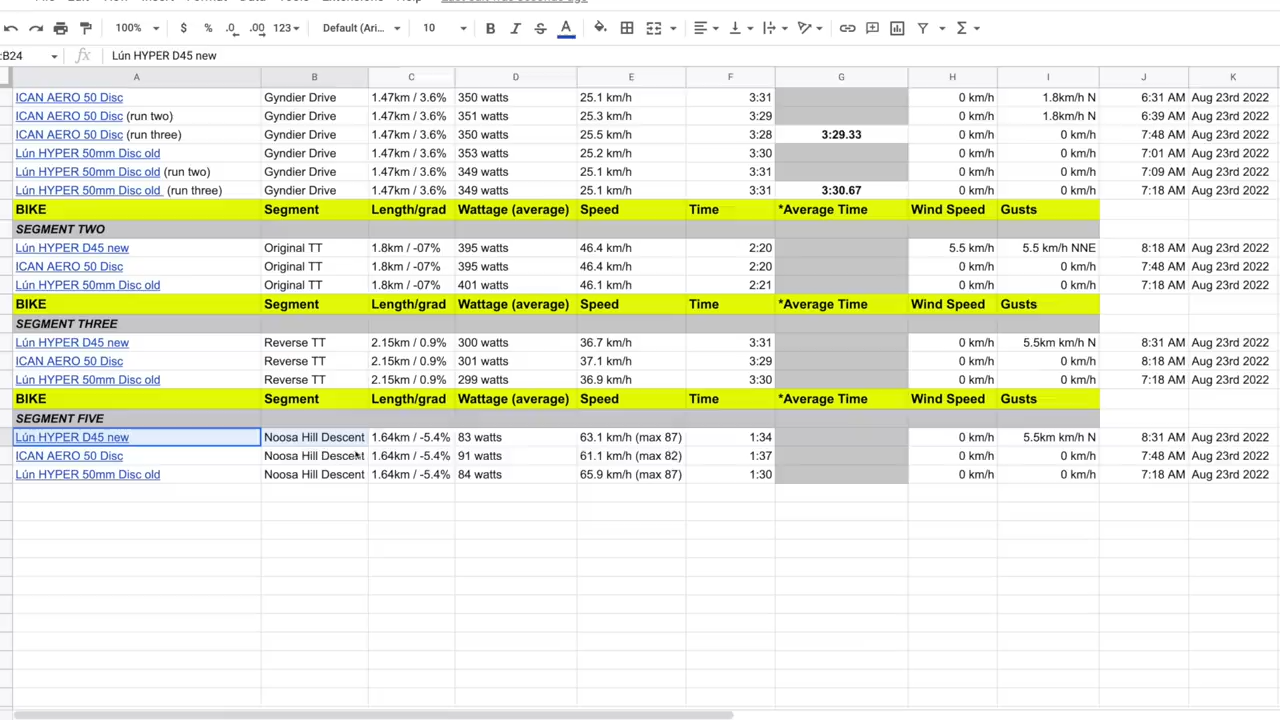 100% $ % .0 .00 123 Default (Ari... 10 B I S A Σ
:B24 fx Lún HYPER D45 new
A B C D E F G H I J K
ICAN AERO 50 Disc Gyndier Drive 1.47km / 3.6% 350 watts 25.1 km/h 3:31 0 km/h 1.8km/h N 6:31 AM Aug 23rd 2022
ICAN AERO 50 Disc (run two) Gyndier Drive 1.47km / 3.6% 351 watts 25.3 km/h 3:29 0 km/h 1.8km/h N 6:39 AM Aug 23rd 2022
ICAN AERO 50 Disc (run three) Gyndier Drive 1.47km / 3.6% 350 watts 25.5 km/h 3:28 3:29.33 0 km/h 0 km/h 7:48 AM Aug 23rd 2022
Lún HYPER 50mm Disc old Gyndier Drive 1.47km / 3.6% 353 watts 25.2 km/h 3:30 0 km/h 0 km/h 7:01 AM Aug 23rd 2022
Lún HYPER 50mm Disc old (run two) Gyndier Drive 1.47km / 3.6% 349 watts 25.1 km/h 3:31 0 km/h 0 km/h 7:09 AM Aug 23rd 2022
Lún HYPER 50mm Disc old (run three) Gyndier Drive 1.47km / 3.6% 349 watts 25.1 km/h 3:31 3:30.67 0 km/h 0 km/h 7:18 AM Aug 23rd 2022
BIKE Segment Length/grad Wattage (average) Speed Time *Average Time Wind Speed Gusts
SEGMENT TWO
Lún HYPER D45 new Original TT 1.8km / -07% 395 watts 46.4 km/h 2:20 5.5 km/h 5.5 km/h NNE 8:18 AM Aug 23rd 2022
ICAN AERO 50 Disc Original TT 1.8km / -07% 395 watts 46.4 km/h 2:20 0 km/h 0 km/h 7:48 AM Aug 23rd 2022
Lún HYPER 50mm Disc old Original TT 1.8km / -07% 401 watts 46.1 km/h 2:21 0 km/h 0 km/h 7:18 AM Aug 23rd 2022
BIKE Segment Length/grad Wattage (average) Speed Time *Average Time Wind Speed Gusts
SEGMENT THREE
Lún HYPER D45 new Reverse TT 2.15km / 0.9% 300 watts 36.7 km/h 3:31 0 km/h 5.5km km/h N 8:31 AM Aug 23rd 2022
ICAN AERO 50 Disc Reverse TT 2.15km / 0.9% 301 watts 37.1 km/h 3:29 0 km/h 0 km/h 8:18 AM Aug 23rd 2022
Lún HYPER 50mm Disc old Reverse TT 2.15km / 0.9% 299 watts 36.9 km/h 3:30 0 km/h 0 km/h 7:18 AM Aug 23rd 2022
BIKE Segment Length/grad Wattage (average) Speed Time *Average Time Wind Speed Gusts
SEGMENT FIVE
Lún HYPER D45 new Noosa Hill Descent 1.64km / -5.4% 83 watts 63.1 km/h (max 87) 1:34 0 km/h 5.5km km/h N 8:31 AM Aug 23rd 2022
ICAN AERO 50 Disc Noosa Hill Descent 1.64km / -5.4% 91 watts 61.1 km/h (max 82) 1:37 0 km/h 0 km/h 7:48 AM Aug 23rd 2022
Lún HYPER 50mm Disc old Noosa Hill Descent 1.64km / -5.4% 84 watts 65.9 km/h (max 87) 1:30 0 km/h 0 km/h 7:18 AM Aug 23rd 2022